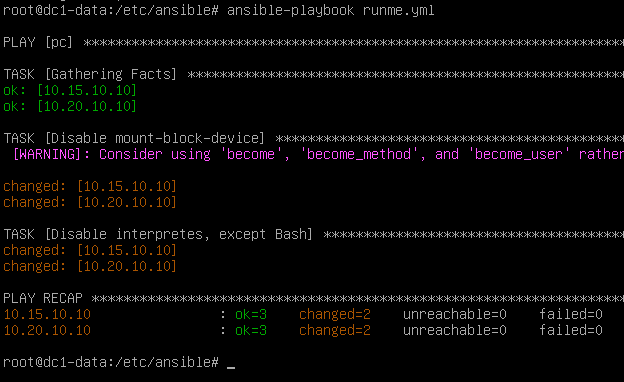 root@dc1-data:/etc/ansible# ansible-playbook runme.yml
PLAY [pc] **********************************************************************
TASK [Gathering Facts] *********************************************************
ok: [10.15.10.10]
ok: [10.20.10.10]
TASK [Disable mount-block-device] **********************************************
[WARNING]: Consider using 'become', 'become_method', and 'become_user' rather
changed: [10.15.10.10]
changed: [10.20.10.10]
TASK [Disable interpretes, except Bash] ****************************************
changed: [10.15.10.10]
changed: [10.20.10.10]
PLAY RECAP *********************************************************************
10.15.10.10 : ok=3 changed=2 unreachable=0 failed=0
10.20.10.10 : ok=3 changed=2 unreachable=0 failed=0
root@dc1-data:/etc/ansible# _